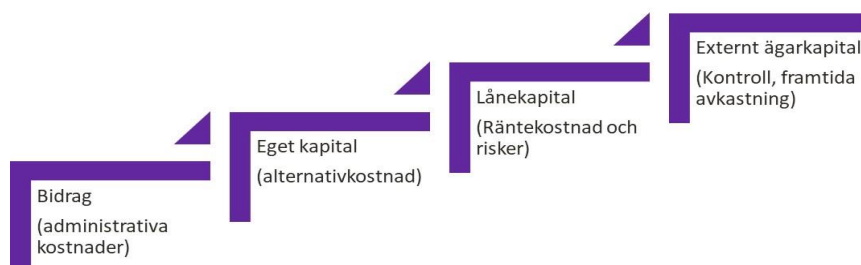 Bidrag
(administrativa
kostnader)
Eget kapital
(alternativkostnad)
Lånekapital
(Räntekostnad och
risker)
Externt ägarkapital
(Kontroll, framtida
avkastning)